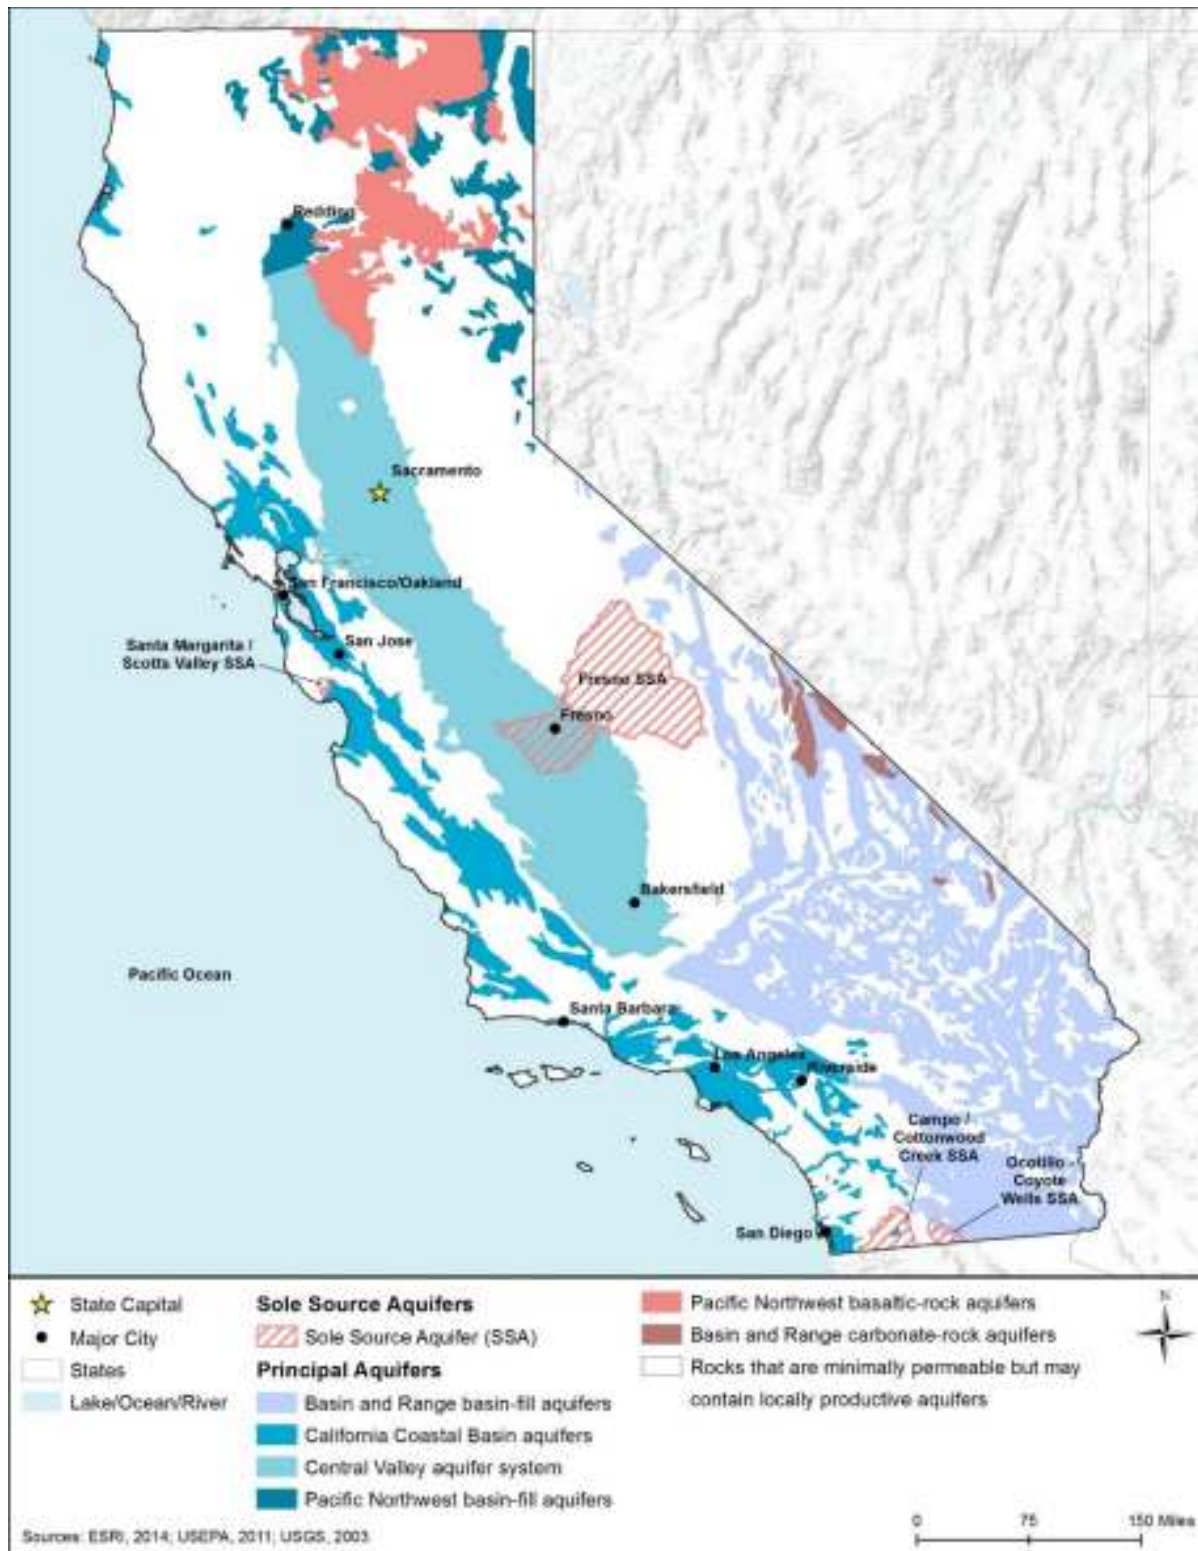 Redding
Sacramento
San Francisco/Oakland
Santa Margarita /
Scotts Valley SSA
San Jose
Fresno SSA
Fresno
Bakersfield
Pacific Ocean
Santa Barbara
Los Angeles
Riverside
Campo /
Cottonwood
Creek SSA
Ocotillo -
Coyote
Wells SSA
San Diego
State Capital
Major City
States
Lake/Ocean/River
Sole Source Aquifers
Sole Source Aquifer (SSA)
Principal Aquifers
Basin and Range basin-fill aquifers
California Coastal Basin aquifers
Central Valley aquifer system
Pacific Northwest basin-fill aquifers
Pacific Northwest basaltic-rock aquifers
Basin and Range carbonate-rock aquifers
Rocks that are minimally permeable but may
contain locally productive aquifers
N
0 75 150 Miles
Sources: ESRI, 2014; USEPA, 2011; USGS, 2003